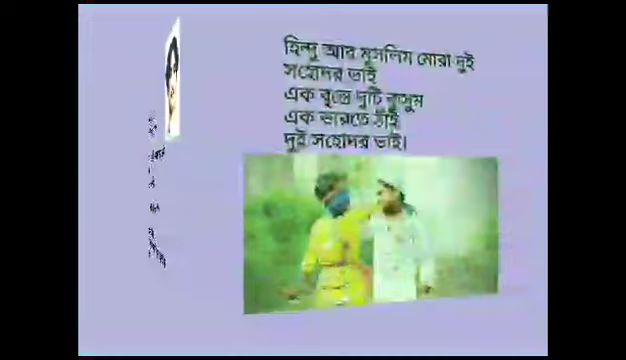 হিন্দু আর মুসলিম মোরা দুই
সহোদর ভাই
এক বৃন্তে দুটি কুসুম
এক ভারতে ঠাঁই
দুই সহোদর ভাই।